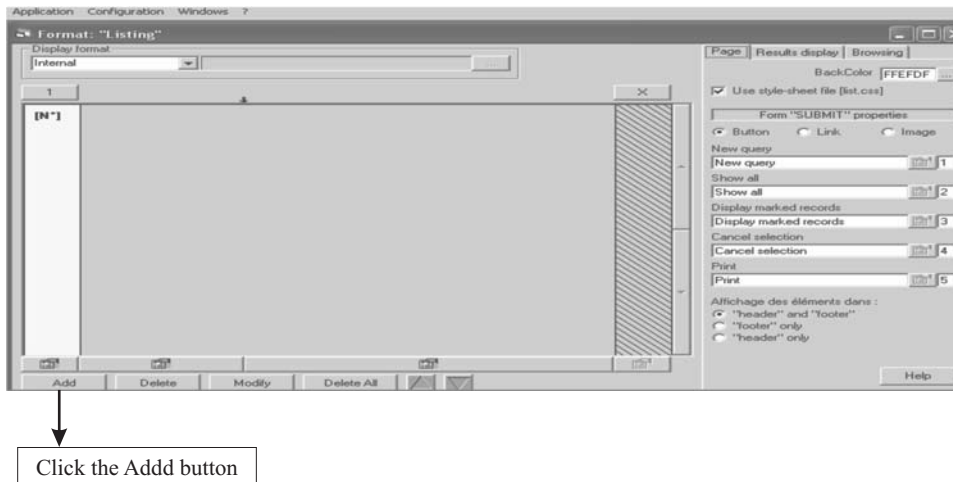 Application Configuration Windows ?
Format: "Listing"
Display format
Internal
...
1
[N°]
Add Delete Modify Delete All
Page Results display Browsing
BackColor FFEFDF ...
Use style-sheet file [list.css]
Form "SUBMIT" properties
Button Link Image
New query
New query 1
Show all
Show all 2
Display marked records
Display marked records 3
Cancel selection
Cancel selection 4
Print
Print 5
Affichage des éléments dans :
"header" and "footer"
"footer" only
"header" only
Help
Click the Addd button